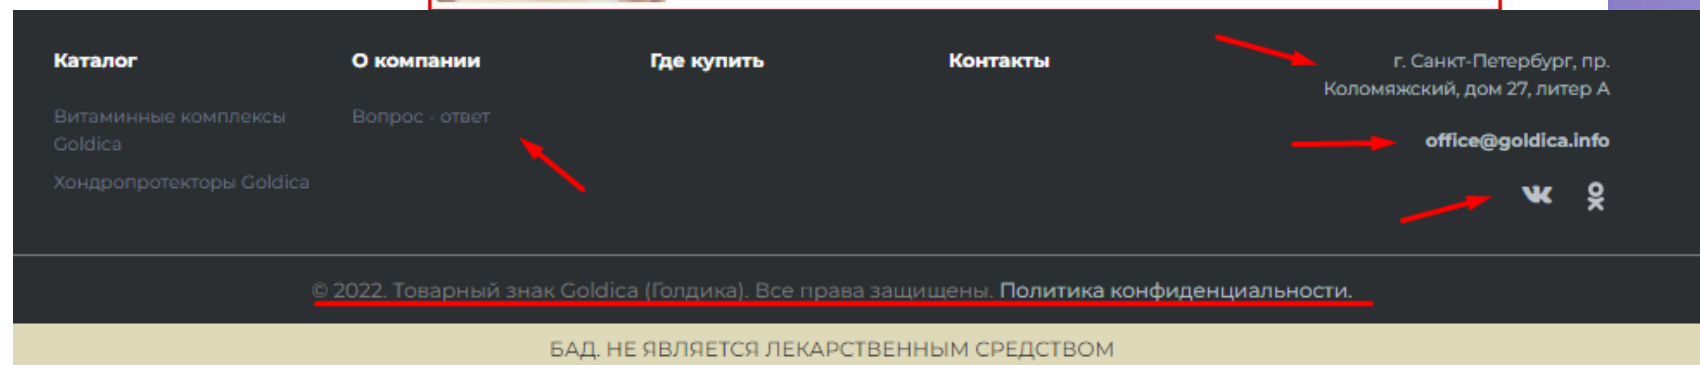 Каталог
О компании
Где купить
Контакты
г. Санкт-Петербург, пр.
Коломяжский, дом 27, литер А
Витаминные комплексы
Goldica
Хондропротекторы Goldica
Вопрос - ответ
office@goldica.info
© 2022. Товарный знак Goldica (Голдика). Все права защищены. Политика конфиденциальности.
БАД. НЕ ЯВЛЯЕТСЯ ЛЕКАРСТВЕННЫМ СРЕДСТВОМ